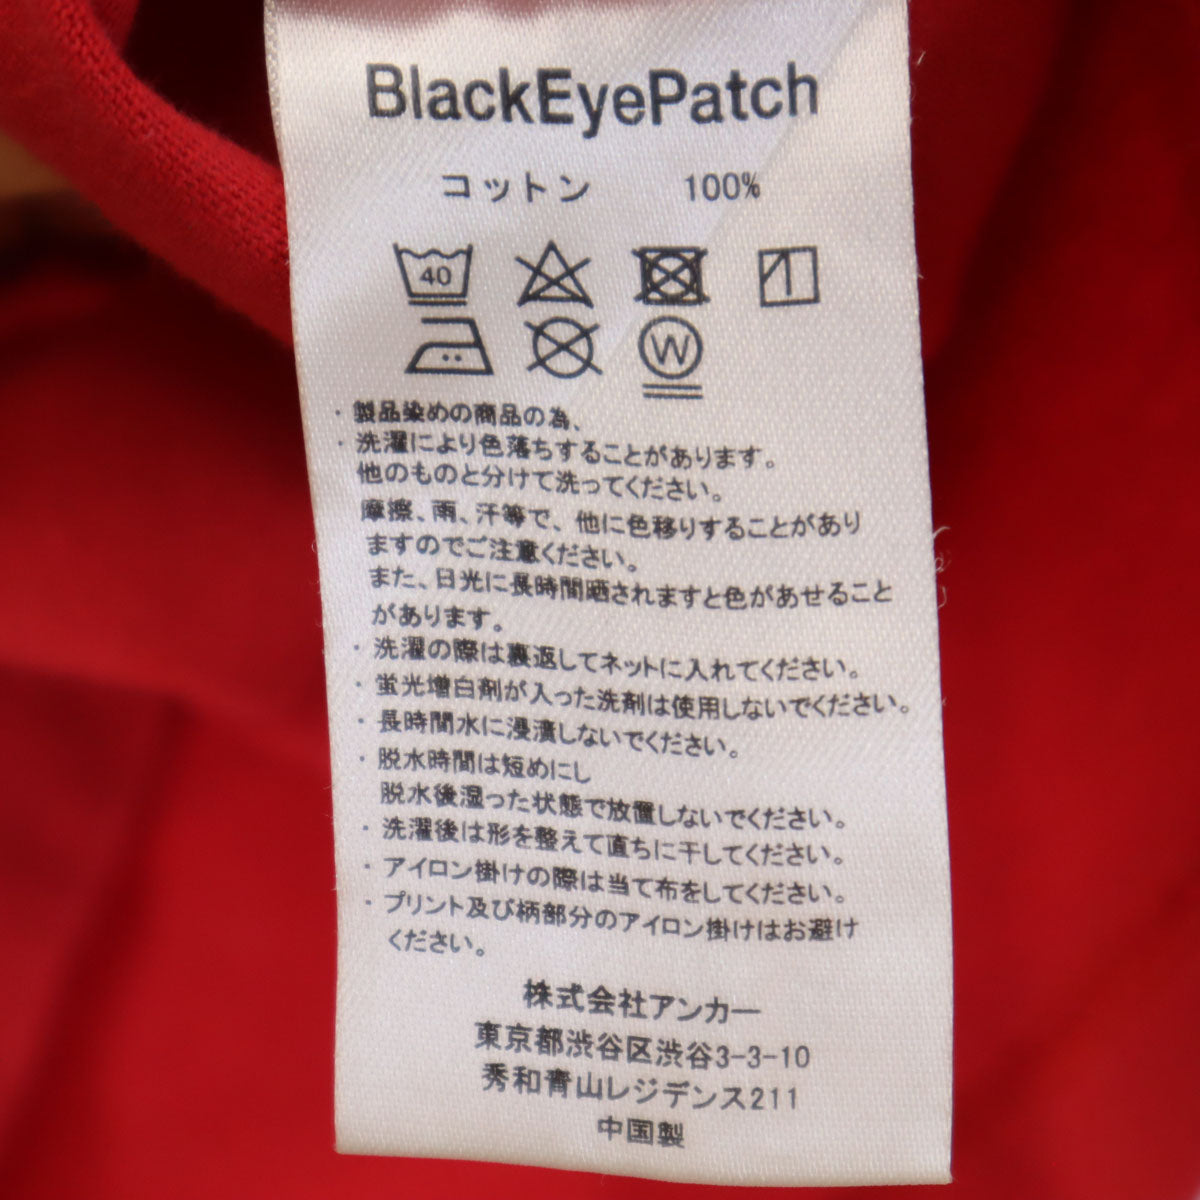 BlackEyePatch
コットン 100%
40
W
・製品染めの商品の為、
・洗濯により色落ちすることがあります。
他のものと分けて洗ってください。
摩擦、雨、汗等で、他に色移りすることがあり
ますのでご注意ください。
また、日光に長時間晒されますと色があせること
があります。
・洗濯の際は裏返してネットに入れてください。
・蛍光増白剤が入った洗剤は使用しないでください。
・長時間水に浸漬しないでください。
・脱水時間は短めにし
脱水後湿った状態で放置しないでください。
・洗濯後は形を整えて直ちに干してください。
・アイロン掛けの際は当て布をしてください。
・プリント及び柄部分のアイロン掛けはお避け
ください。
株式会社アンカー
東京都渋谷区渋谷3-3-10
秀和青山レジデンス211
中国製